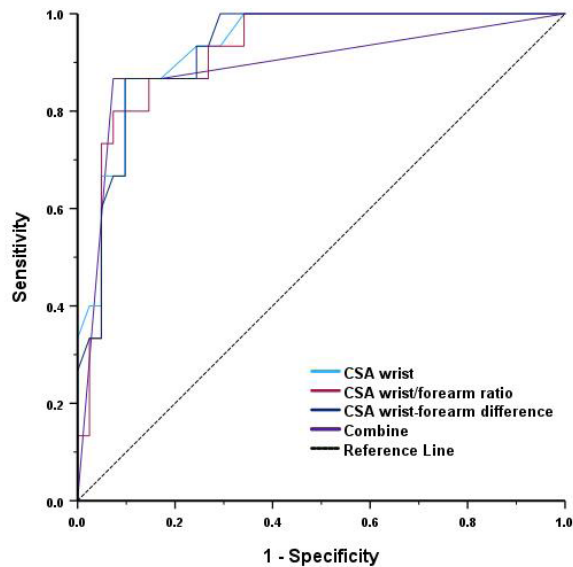 1.0
0.8
0.6
0.4
0.2
0.0
Sensitivity
CSA wrist
CSA wrist/forearm ratio
CSA wrist-forearm difference
Combine
Reference Line
0.0 0.2 0.4 0.6 0.8 1.0
1 - Specificity